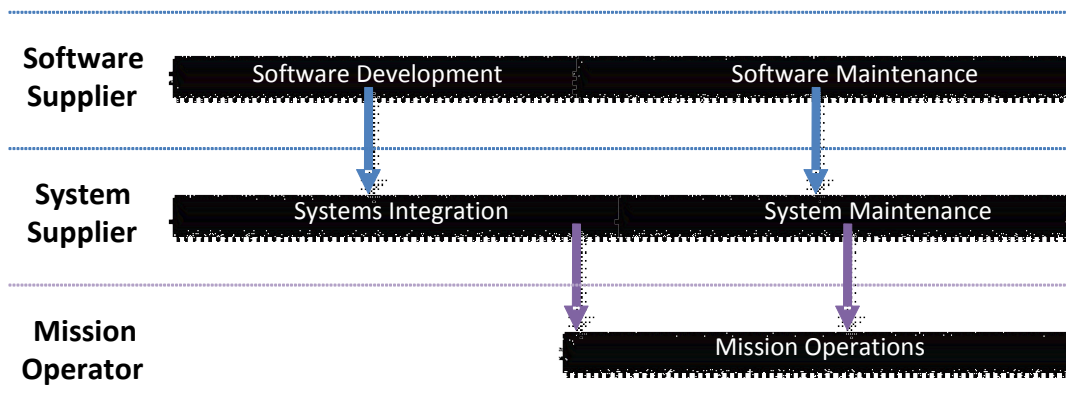 Software
Supplier
Software Development
Software Maintenance
System
Supplier
Systems Integration
System Maintenance
Mission
Operator
Mission Operations